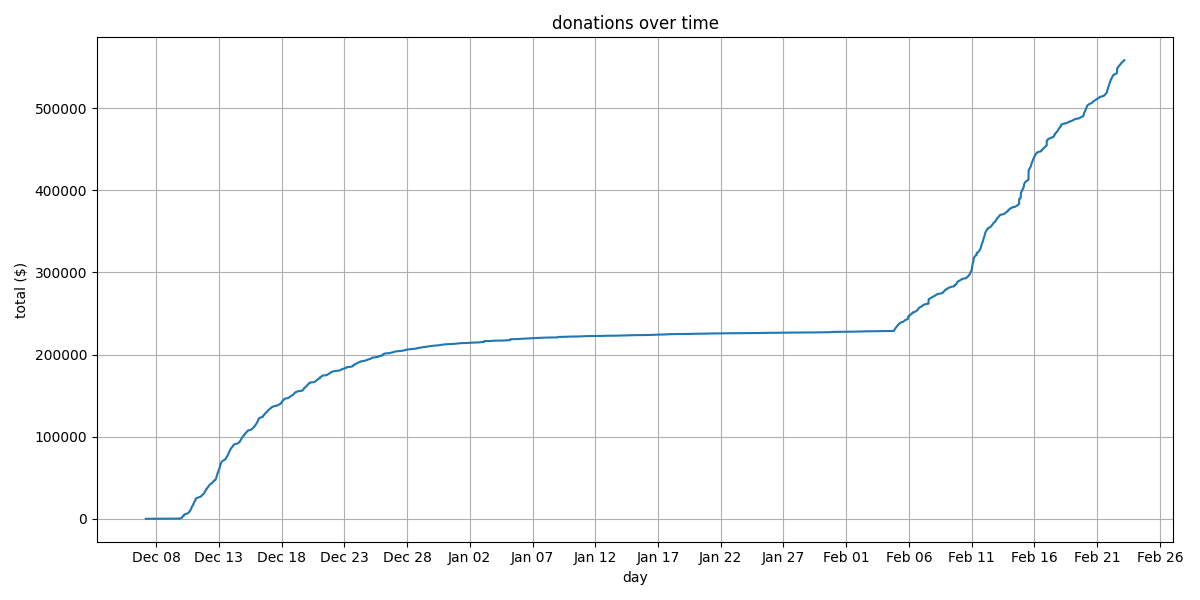 donations over time
total ($)
500000
400000
300000
200000
100000
0
Dec 08 Dec 13 Dec 18 Dec 23 Dec 28 Jan 02 Jan 07 Jan 12 Jan 17 Jan 22 Jan 27 Feb 01 Feb 06 Feb 11 Feb 16 Feb 21 Feb 26
day